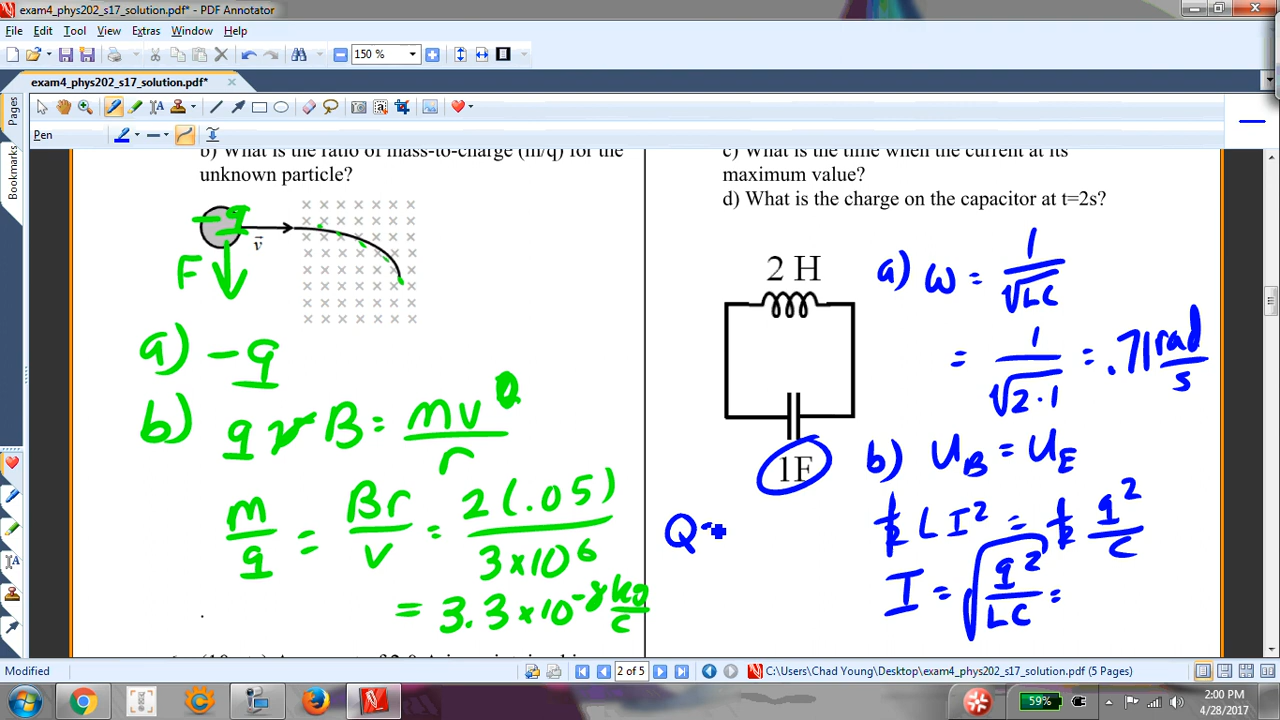 exam4_phys202_s17_solution.pdf* - PDF Annotator
File Edit Tool View Extras Window Help
150 %
exam4_phys202_s17_solution.pdf*
Pen
Pages
Bookmarks
b) What is the ratio of mass-to-charge (m/q) for the
unknown particle?
-q
v
F
a) -q
b) qvB = mv²/r
m/q = Br/v = 2(.05)/3×10⁶
= 3.3×10⁻⁸ kg/C
c) What is the time when the current at its
maximum value?
d) What is the charge on the capacitor at t=2s?
2 H
1F
a) ω = 1/√LC
= 1/√2·1 = .71 rad/s
b) U_B = U_E
½ L I² = ½ q²/C
Q
I = √q²/LC =
Modified
2 of 5
C:\Users\Chad Young\Desktop\exam4_phys202_s17_solution.pdf (5 Pages)
59%
2:00 PM
4/28/2017